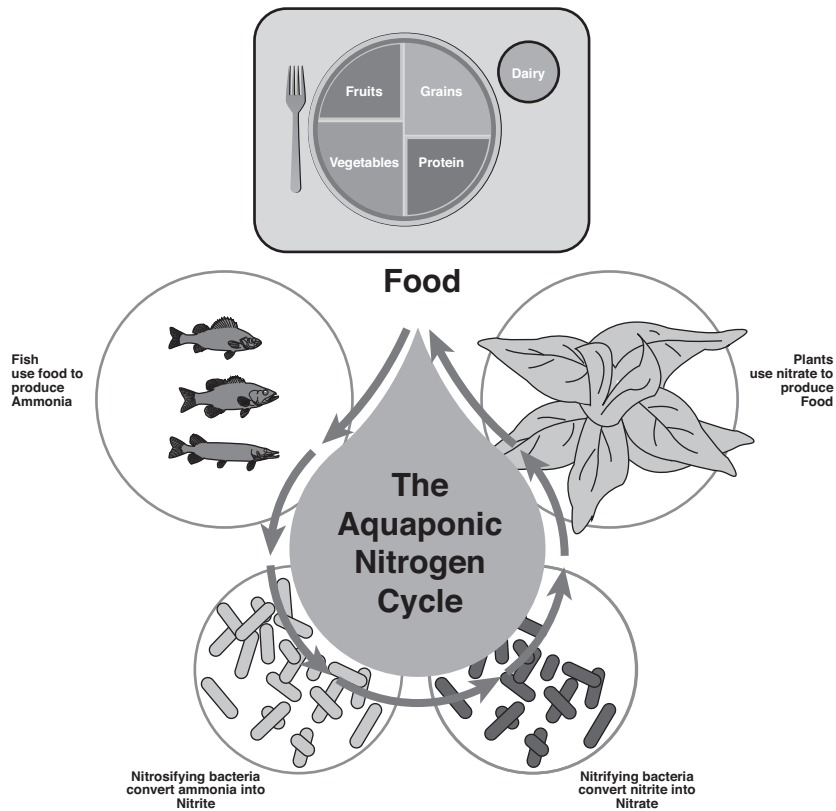 Fruits
Grains
Dairy
Vegetables
Protein
Food
Fish
use food to
produce
Ammonia
Plants
use nitrate to
produce
Food
The
Aquaponic
Nitrogen
Cycle
Nitrosifying bacteria
convert ammonia into
Nitrite
Nitrifying bacteria
convert nitrite into
Nitrate